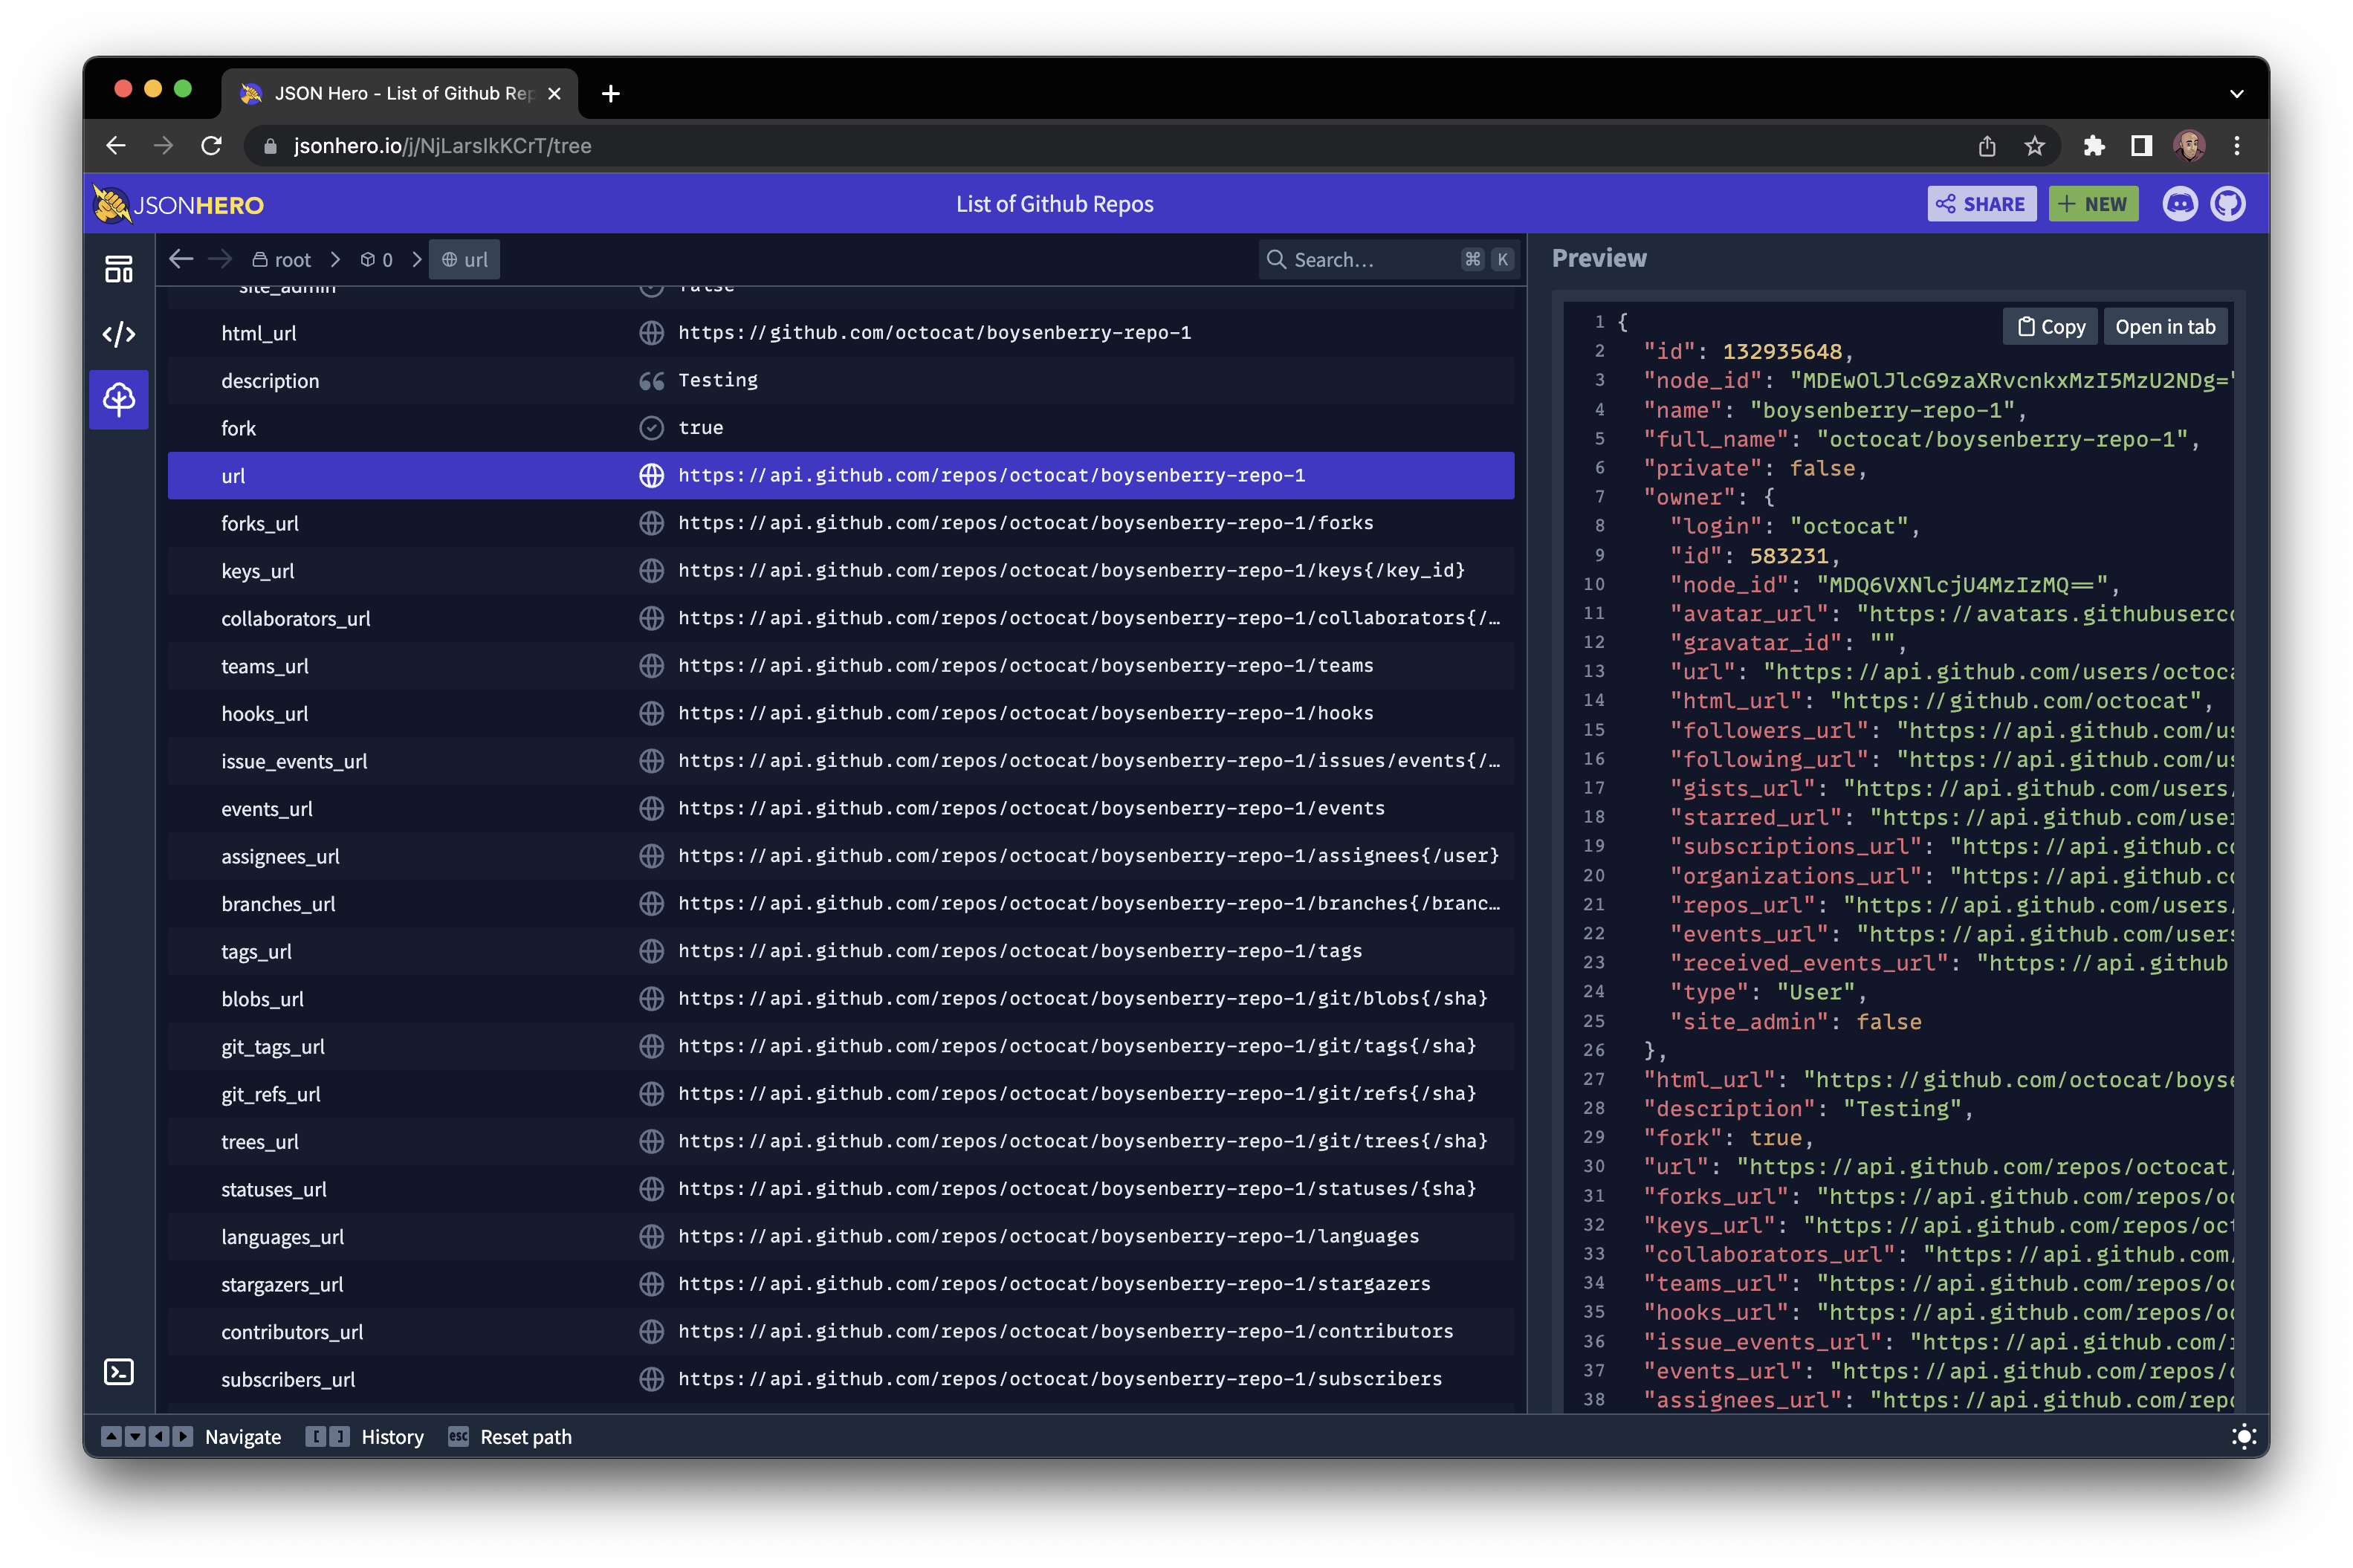 JSON Hero - List of Github Rep
jsonhero.io/j/NjLarsIkKCrT/tree
JSONHERO
List of Github Repos
SHARE
NEW
root
0
url
Search...
⌘ K
site_admin false
html_url https://github.com/octocat/boysenberry-repo-1
description Testing
fork true
url https://api.github.com/repos/octocat/boysenberry-repo-1
forks_url https://api.github.com/repos/octocat/boysenberry-repo-1/forks
keys_url https://api.github.com/repos/octocat/boysenberry-repo-1/keys{/key_id}
collaborators_url https://api.github.com/repos/octocat/boysenberry-repo-1/collaborators{/…
teams_url https://api.github.com/repos/octocat/boysenberry-repo-1/teams
hooks_url https://api.github.com/repos/octocat/boysenberry-repo-1/hooks
issue_events_url https://api.github.com/repos/octocat/boysenberry-repo-1/issues/events{/…
events_url https://api.github.com/repos/octocat/boysenberry-repo-1/events
assignees_url https://api.github.com/repos/octocat/boysenberry-repo-1/assignees{/user}
branches_url https://api.github.com/repos/octocat/boysenberry-repo-1/branches{/branc…
tags_url https://api.github.com/repos/octocat/boysenberry-repo-1/tags
blobs_url https://api.github.com/repos/octocat/boysenberry-repo-1/git/blobs{/sha}
git_tags_url https://api.github.com/repos/octocat/boysenberry-repo-1/git/tags{/sha}
git_refs_url https://api.github.com/repos/octocat/boysenberry-repo-1/git/refs{/sha}
trees_url https://api.github.com/repos/octocat/boysenberry-repo-1/git/trees{/sha}
statuses_url https://api.github.com/repos/octocat/boysenberry-repo-1/statuses/{sha}
languages_url https://api.github.com/repos/octocat/boysenberry-repo-1/languages
stargazers_url https://api.github.com/repos/octocat/boysenberry-repo-1/stargazers
contributors_url https://api.github.com/repos/octocat/boysenberry-repo-1/contributors
subscribers_url https://api.github.com/repos/octocat/boysenberry-repo-1/subscribers
Preview
Copy
Open in tab
1 {
2 "id": 132935648,
3 "node_id": "MDEwOlJlcG9zaXRvcnkxMzI5MzU2NDg="
4 "name": "boysenberry-repo-1",
5 "full_name": "octocat/boysenberry-repo-1",
6 "private": false,
7 "owner": {
8 "login": "octocat",
9 "id": 583231,
10 "node_id": "MDQ6VXNlcjU4MzIzMQ==",
11 "avatar_url": "https://avatars.githubuserco
12 "gravatar_id": "",
13 "url": "https://api.github.com/users/octoca
14 "html_url": "https://github.com/octocat",
15 "followers_url": "https://api.github.com/us
16 "following_url": "https://api.github.com/us
17 "gists_url": "https://api.github.com/users/
18 "starred_url": "https://api.github.com/user
19 "subscriptions_url": "https://api.github.co
20 "organizations_url": "https://api.github.co
21 "repos_url": "https://api.github.com/users/
22 "events_url": "https://api.github.com/users
23 "received_events_url": "https://api.github
24 "type": "User",
25 "site_admin": false
26 },
27 "html_url": "https://github.com/octocat/boyse
28 "description": "Testing",
29 "fork": true,
30 "url": "https://api.github.com/repos/octocat/
31 "forks_url": "https://api.github.com/repos/oc
32 "keys_url": "https://api.github.com/repos/oct
33 "collaborators_url": "https://api.github.com/
34 "teams_url": "https://api.github.com/repos/oc
35 "hooks_url": "https://api.github.com/repos/oc
36 "issue_events_url": "https://api.github.com/r
37 "events_url": "https://api.github.com/repos/o
38 "assignees_url": "https://api.github.com/repo
Navigate
[ ] History
esc Reset path